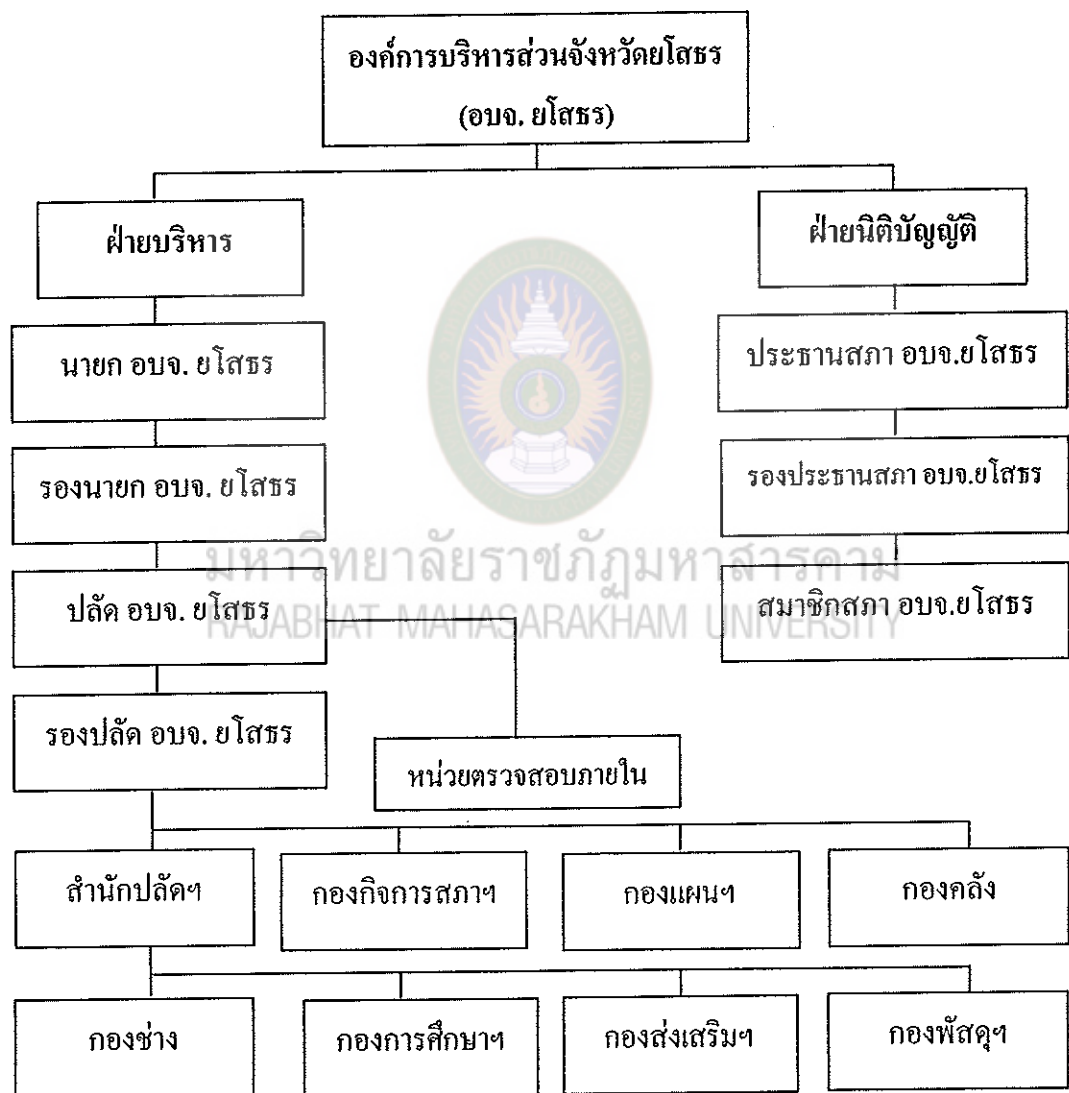 องค์การบริหารส่วนจังหวัดยโสธร
(อบจ. ยโสธร)
ฝ่ายบริหาร
ฝ่ายนิติบัญญัติ
นายก อบจ. ยโสธร
ประธานสภา อบจ.ยโสธร
รองนายก อบจ. ยโสธร
รองประธานสภา อบจ.ยโสธร
มหาวิทยาลัยราชภัฏมหาสารคาม
RAJABHAT MAHASARAKHAM UNIVERSITY
ปลัด อบจ. ยโสธร
สมาชิกสภา อบจ.ยโสธร
รองปลัด อบจ. ยโสธร
หน่วยตรวจสอบภายใน
สำนักปลัดฯ
กองกิจการสภาฯ
กองแผนฯ
กองคลัง
กองช่าง
กองการศึกษาฯ
กองส่งเสริมฯ
กองพัสดุฯ